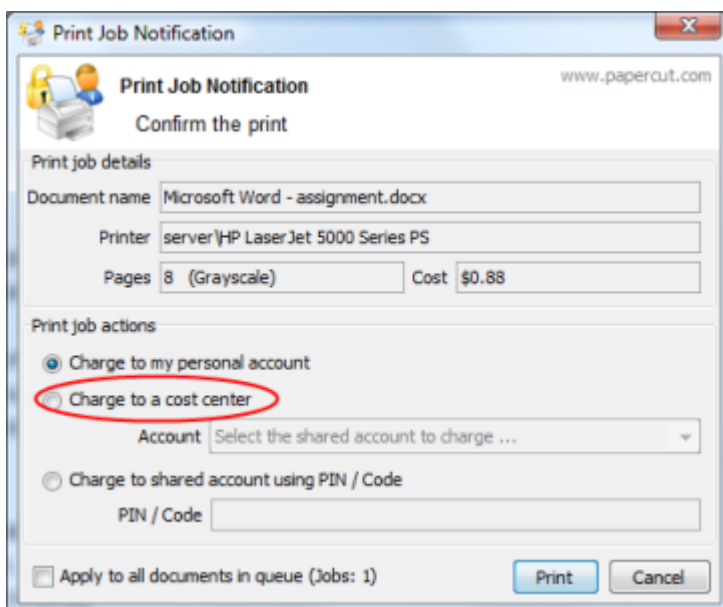 Print Job Notification
www.papercut.com
Print Job Notification
Confirm the print
Print job details
Document name Microsoft Word - assignment.docx
Printer server\HP LaserJet 5000 Series PS
Pages 8 (Grayscale) Cost $0.88
Print job actions
Charge to my personal account
Charge to a cost center
Account Select the shared account to charge ...
Charge to shared account using PIN / Code
PIN / Code
Apply to all documents in queue (Jobs: 1) Print Cancel